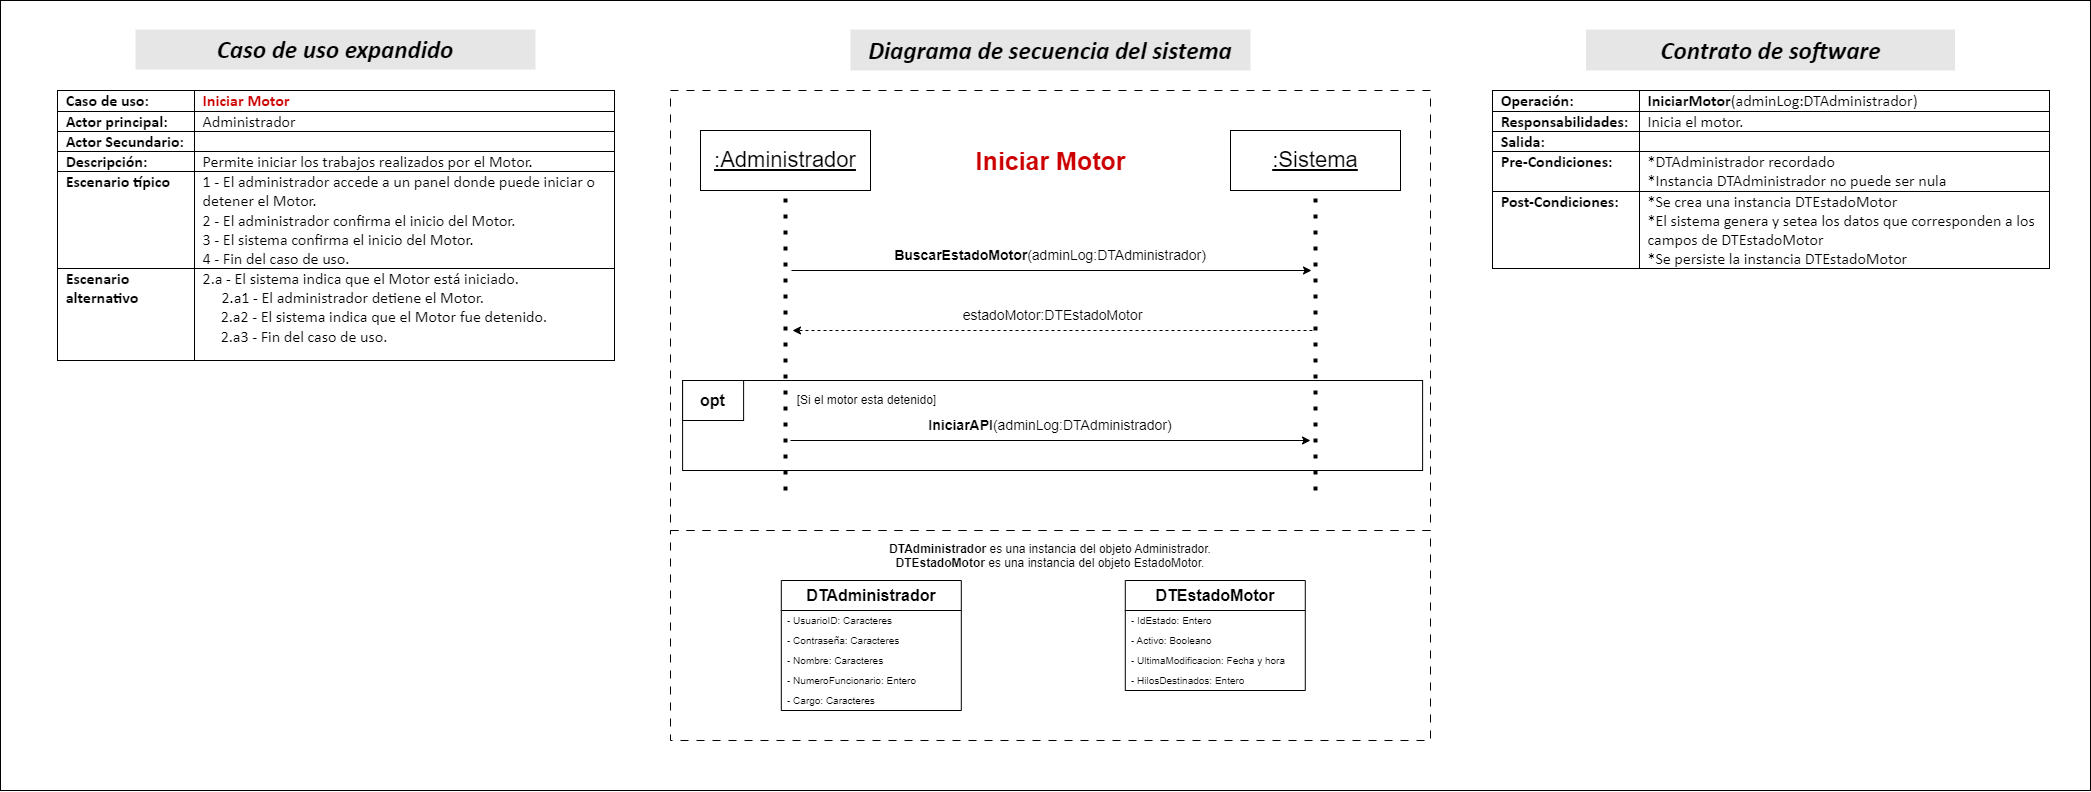 Caso de uso expandido
Caso de uso: Iniciar Motor
Actor principal: Administrador
Actor Secundario:
Descripción: Permite iniciar los trabajos realizados por el Motor.
Escenario típico 1 - El administrador accede a un panel donde puede iniciar o
detener el Motor.
2 - El administrador confirma el inicio del Motor.
3 - El sistema confirma el inicio del Motor.
4 - Fin del caso de uso.
Escenario 2.a - El sistema indica que el Motor está iniciado.
alternativo 2.a1 - El administrador detiene el Motor.
2.a2 - El sistema indica que el Motor fue detenido.
2.a3 - Fin del caso de uso.
Diagrama de secuencia del sistema
:Administrador
Iniciar Motor
:Sistema
BuscarEstadoMotor(adminLog:DTAdministrador)
estadoMotor:DTEstadoMotor
opt
[Si el motor esta detenido]
IniciarAPI(adminLog:DTAdministrador)
DTAdministrador es una instancia del objeto Administrador.
DTEstadoMotor es una instancia del objeto EstadoMotor.
DTAdministrador
- UsuarioID: Caracteres
- Contraseña: Caracteres
- Nombre: Caracteres
- NumeroFuncionario: Entero
- Cargo: Caracteres
DTEstadoMotor
- IdEstado: Entero
- Activo: Booleano
- UltimaModificacion: Fecha y hora
- HilosDestinados: Entero
Contrato de software
Operación: IniciarMotor(adminLog:DTAdministrador)
Responsabilidades: Inicia el motor.
Salida:
Pre-Condiciones: *DTAdministrador recordado
*Instancia DTAdministrador no puede ser nula
Post-Condiciones: *Se crea una instancia DTEstadoMotor
*El sistema genera y setea los datos que corresponden a los
campos de DTEstadoMotor
*Se persiste la instancia DTEstadoMotor